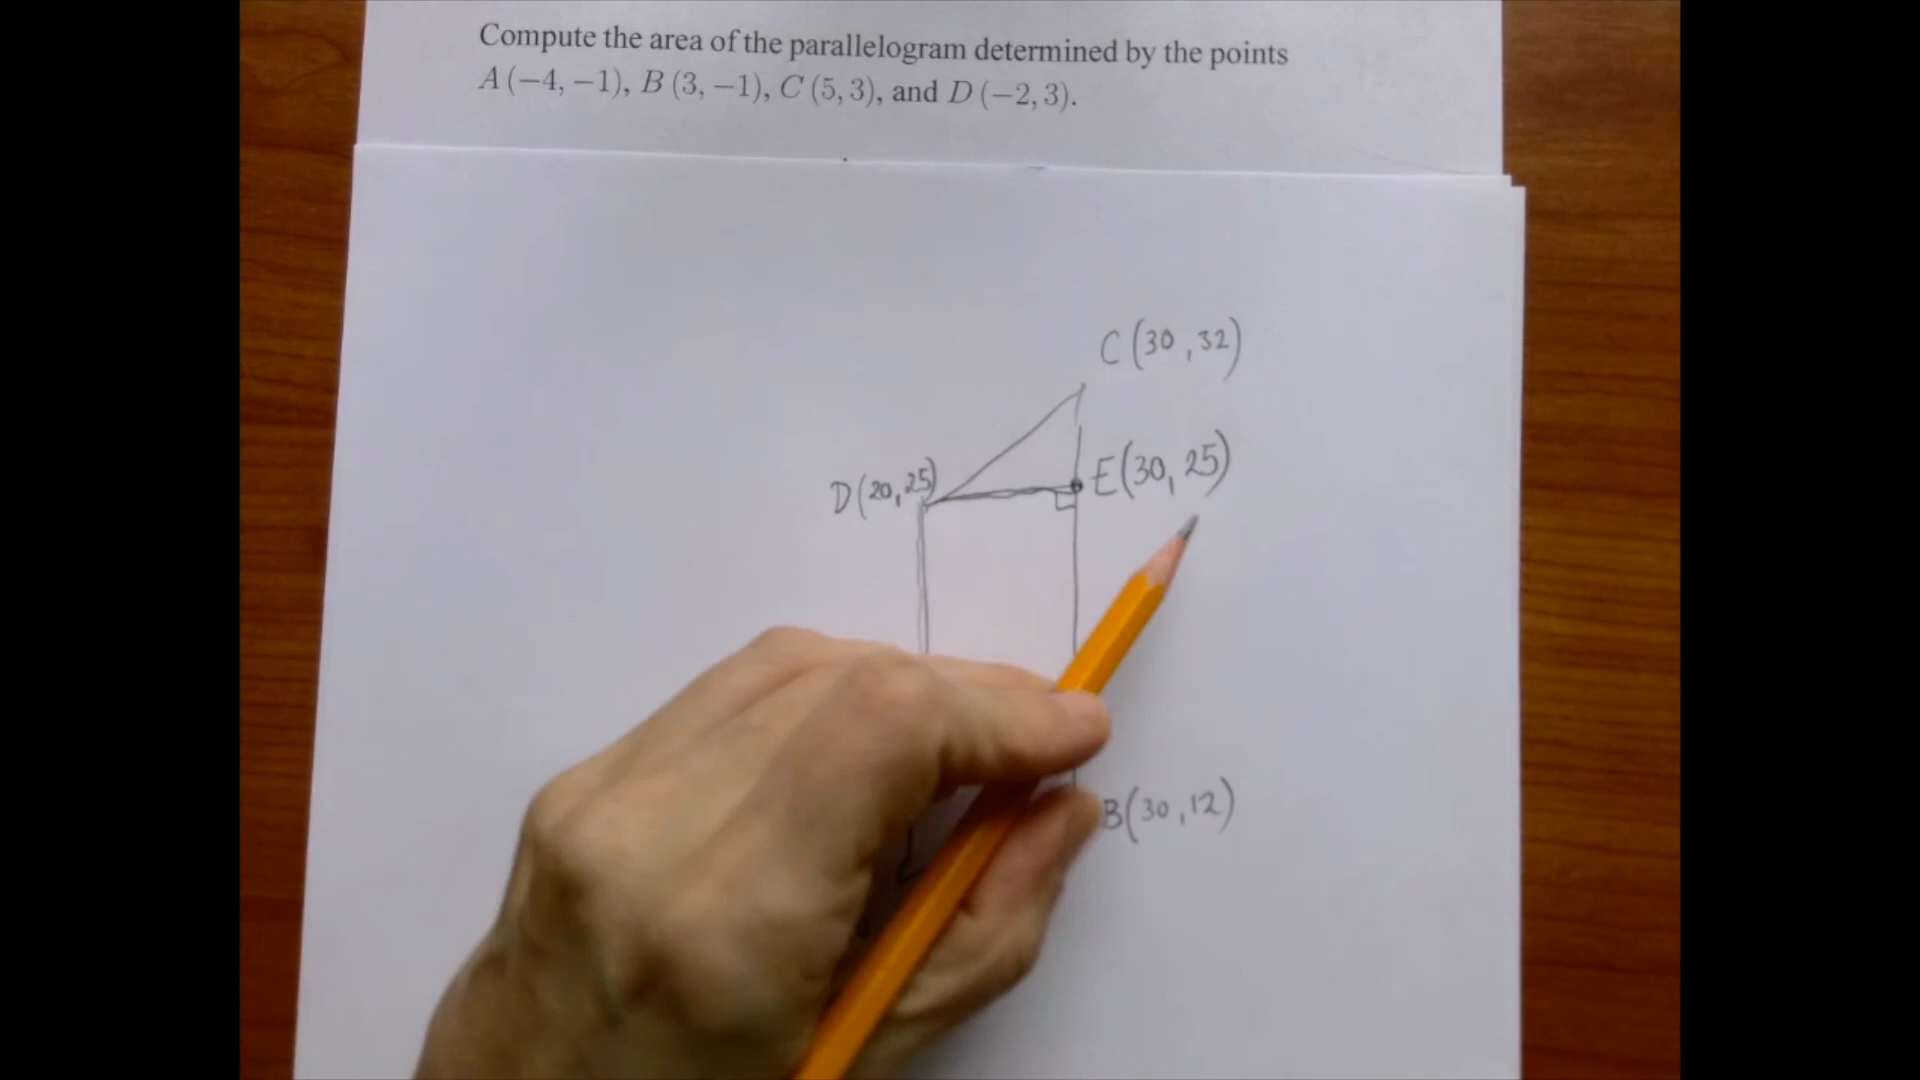 Compute the area of the parallelogram determined by the points
A (−4, −1), B (3, −1), C (5, 3), and D (−2, 3).
C (30, 32)
E (30, 25)
D (20, 25)
B (30, 12)